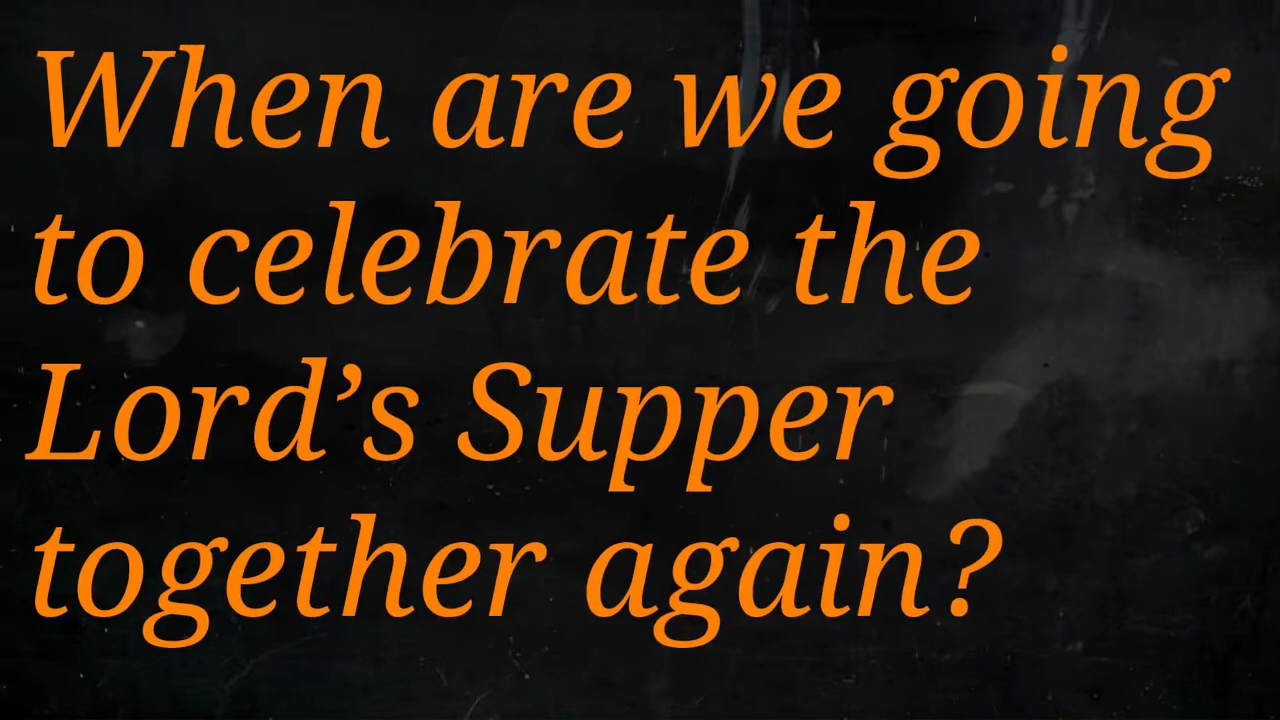 When are we going
to celebrate the
Lord’s Supper
together again?